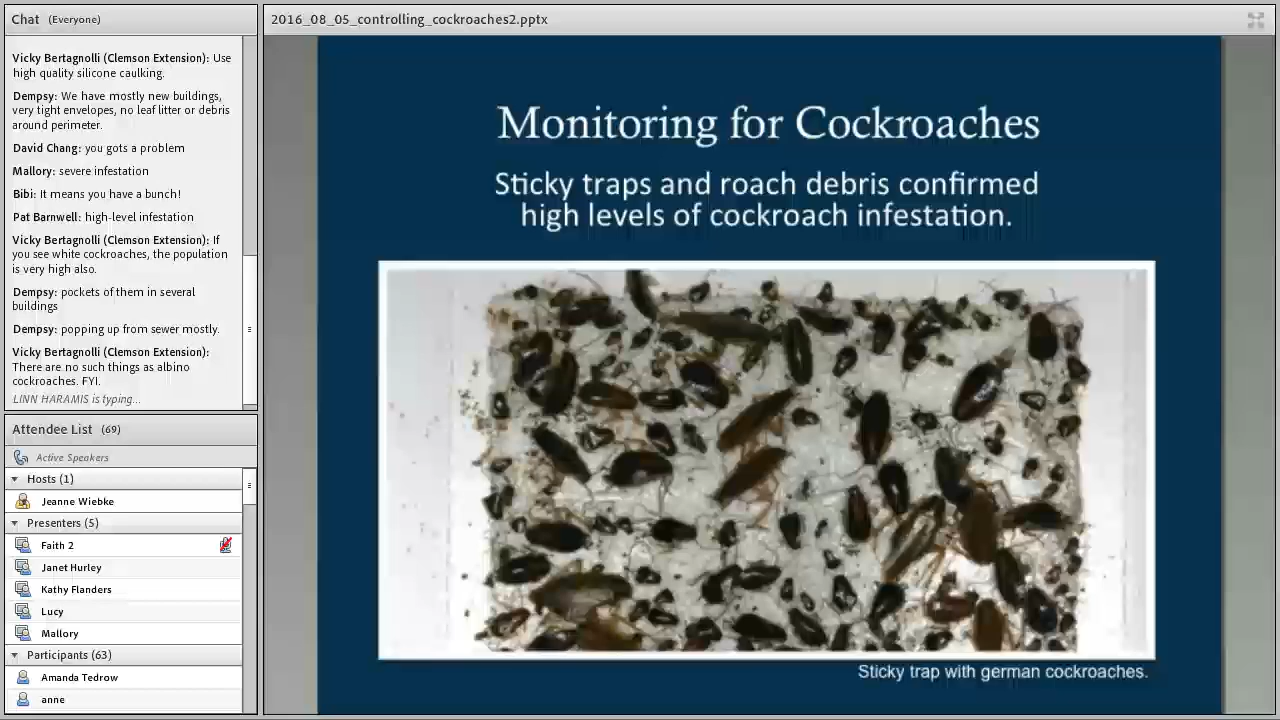 Chat (Everyone)
Vicky Bertagnolli (Clemson Extension): Use
high quality silicone caulking.
Dempsy: We have mostly new buildings,
very tight envelopes, no leaf litter or debris
around perimeter.
David Chang: you gots a problem
Mallory: severe infestation
Bibi: It means you have a bunch!
Pat Barnwell: high-level infestation
Vicky Bertagnolli (Clemson Extension): If
you see white cockroaches, the population
is very high also.
Dempsy: pockets of them in several
buildings
Dempsy: popping up from sewer mostly.
Vicky Bertagnolli (Clemson Extension):
There are no such things as albino
cockroaches. FYI.
LINN HARAMIS is typing...
Attendee List (69)
Active Speakers
Hosts (1)
Jeanne Wiebke
Presenters (5)
Faith 2
Janet Hurley
Kathy Flanders
Lucy
Mallory
Participants (63)
Amanda Tedrow
anne
2016_08_05_controlling_cockroaches2.pptx
Monitoring for Cockroaches
Sticky traps and roach debris confirmed
high levels of cockroach infestation.
Sticky trap with german cockroaches.